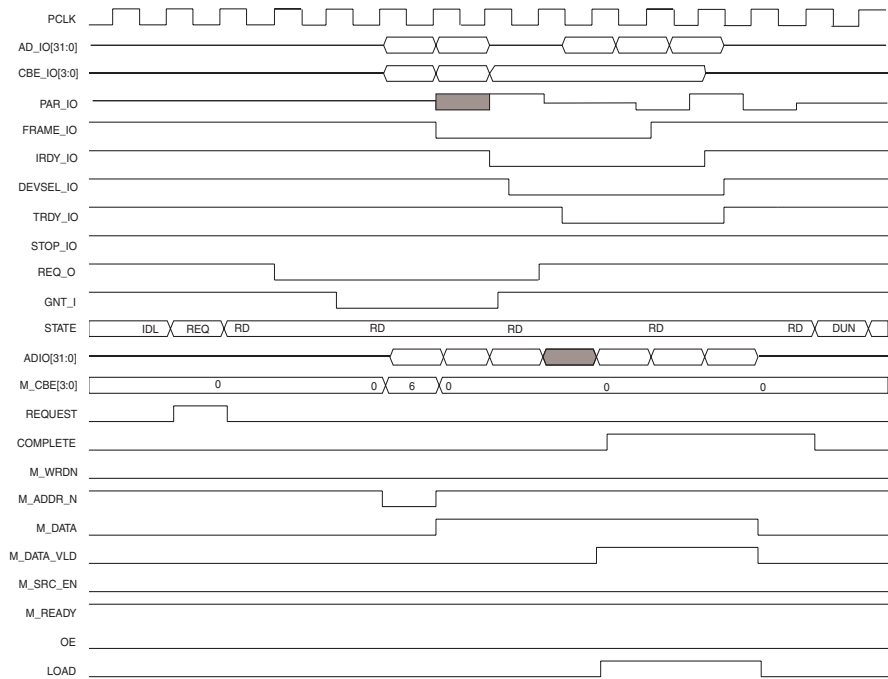 PCLK
AD_IO[31:0]
CBE_IO[3:0]
PAR_IO
FRAME_IO
IRDY_IO
DEVSEL_IO
TRDY_IO
STOP_IO
REQ_O
GNT_I
STATE IDL REQ RD RD RD RD RD DUN
ADIO[31:0]
M_CBE[3:0] 0 0 6 0 0 0
REQUEST
COMPLETE
M_WRDN
M_ADDR_N
M_DATA
M_DATA_VLD
M_SRC_EN
M_READY
OE
LOAD